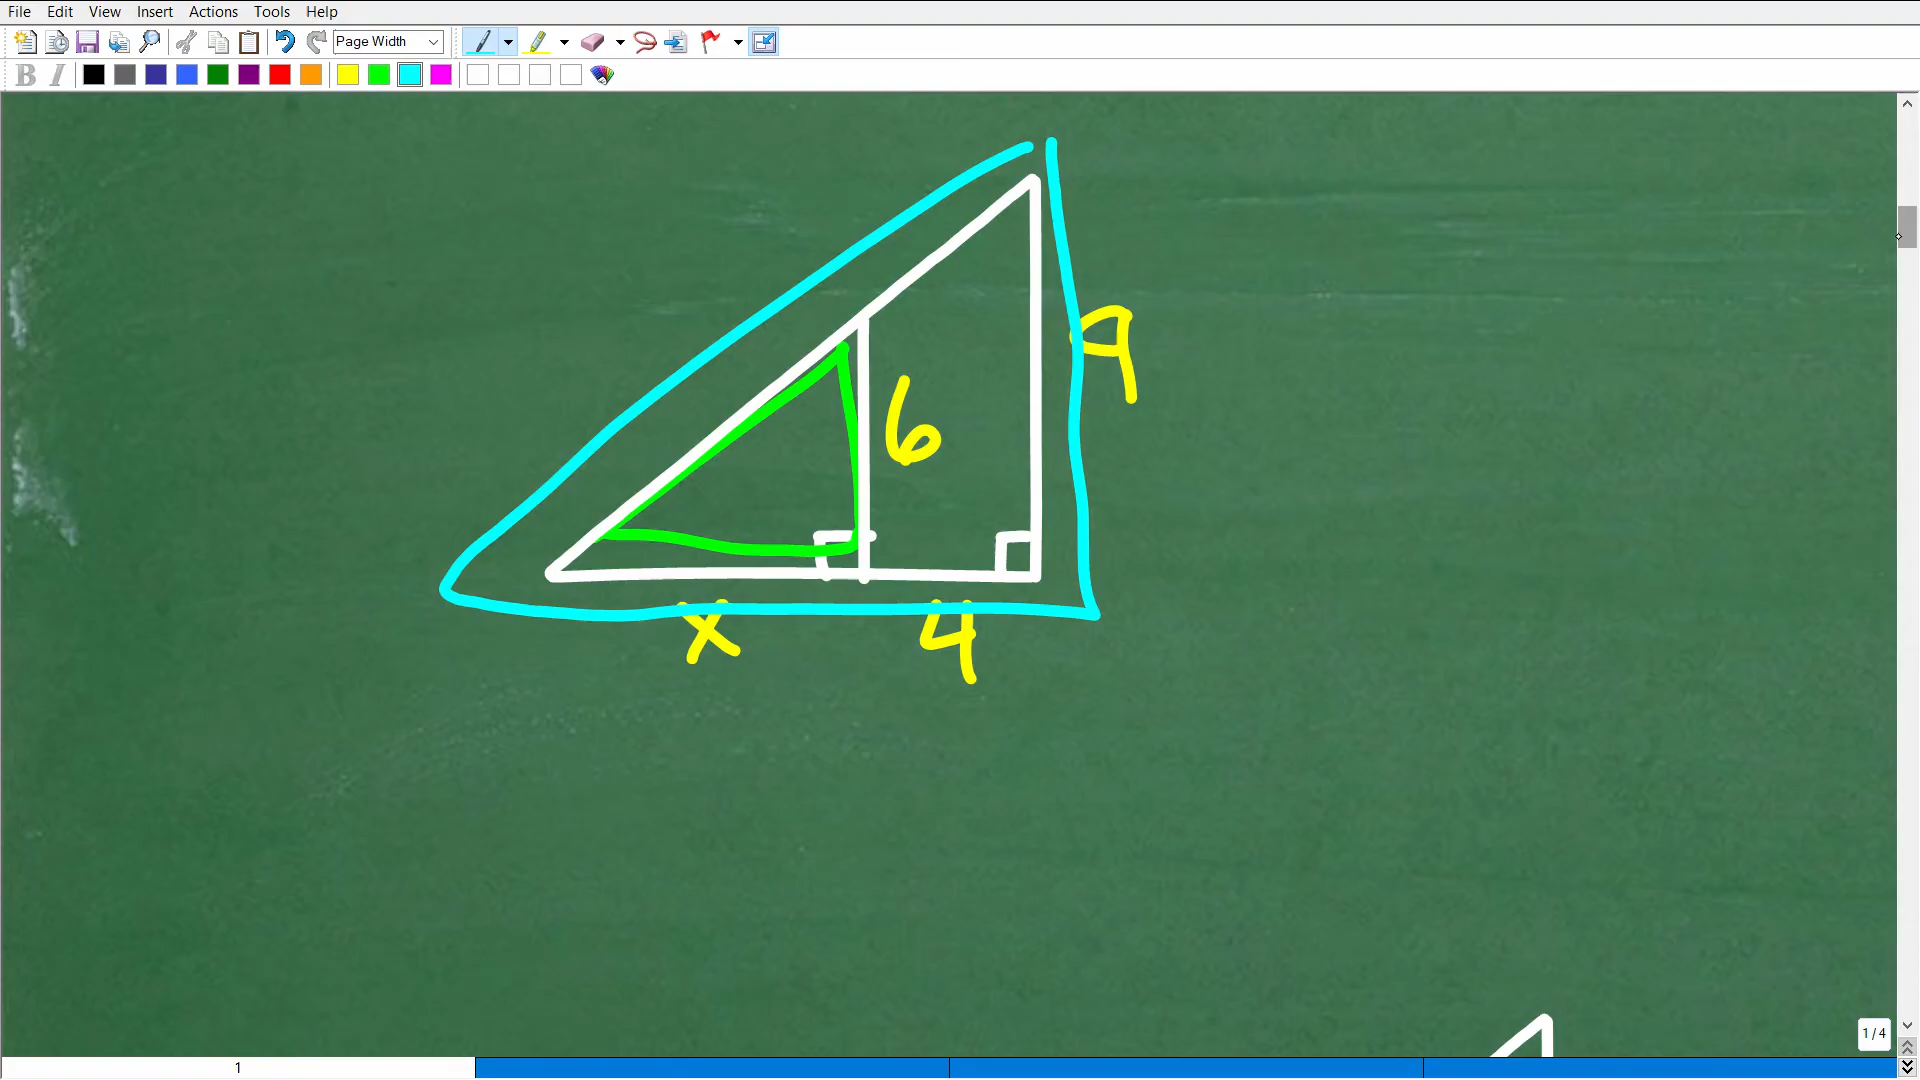 File Edit View Insert Actions Tools Help
Page Width
B I
9
6
x 4
1 / 4
1